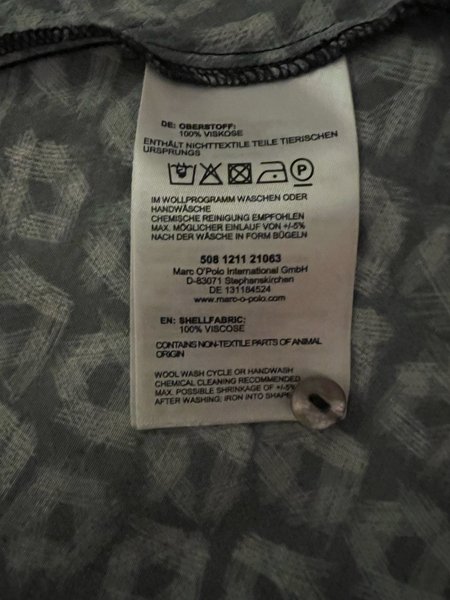 DE: OBERSTOFF:
100% VISKOSE
ENTHÄLT NICHTTEXTILE TEILE TIERISCHEN
URSPRUNGS
P
IM WOLLPROGRAMM WASCHEN ODER
HANDWÄSCHE
CHEMISCHE REINIGUNG EMPFOHLEN
MAX. MÖGLICHER EINLAUF VON +/-5%
NACH DER WÄSCHE IN FORM BÜGELN
508 1211 21063
Marc O'Polo International GmbH
D-83071 Stephanskirchen
DE 131184524
www.marc-o-polo.com
EN: SHELLFABRIC:
100% VISCOSE
CONTAINS NON-TEXTILE PARTS OF ANIMAL
ORIGIN
WOOL WASH CYCLE OR HANDWASH
CHEMICAL CLEANING RECOMMENDED
MAX. POSSIBLE SHRINKAGE OF +/-5%
AFTER WASHING: IRON INTO SHAPE